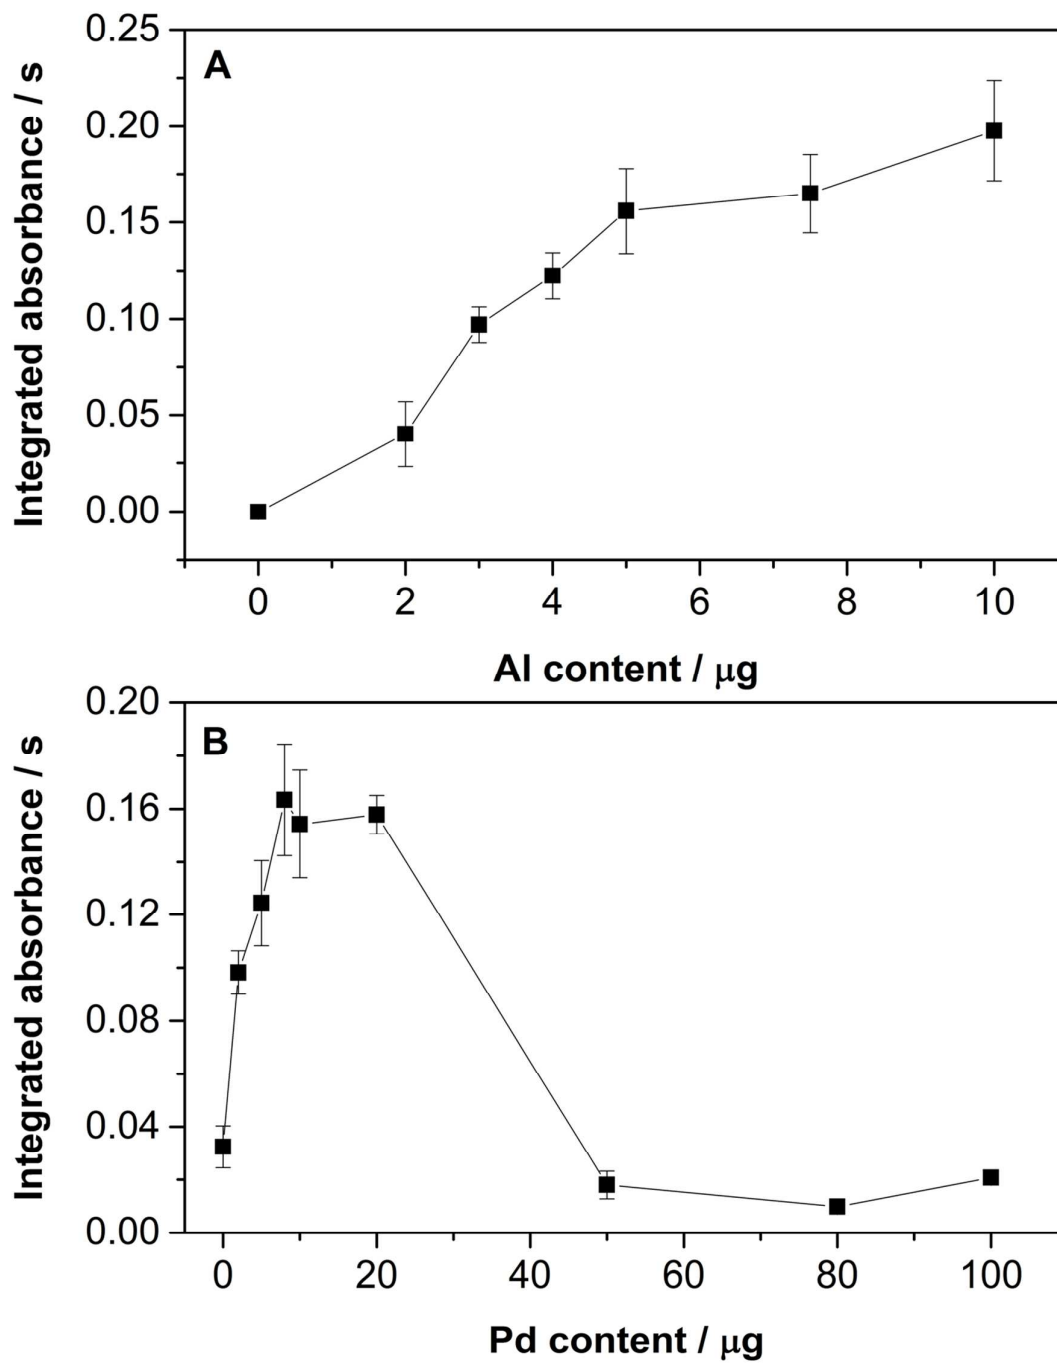 A
Integrated absorbance / s
0.25
0.20
0.15
0.10
0.05
0.00
0 2 4 6 8 10
Al content / μg
B
Integrated absorbance / s
0.20
0.16
0.12
0.08
0.04
0.00
0 20 40 60 80 100
Pd content / μg